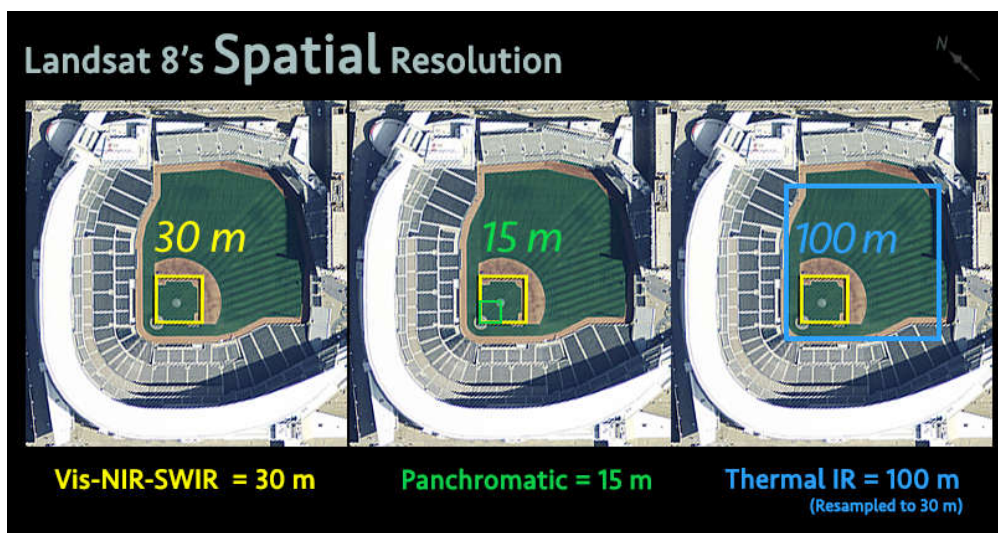 Landsat 8's Spatial Resolution
N
30 m
15 m
100 m
Vis-NIR-SWIR = 30 m
Panchromatic = 15 m
Thermal IR = 100 m
(Resampled to 30 m)